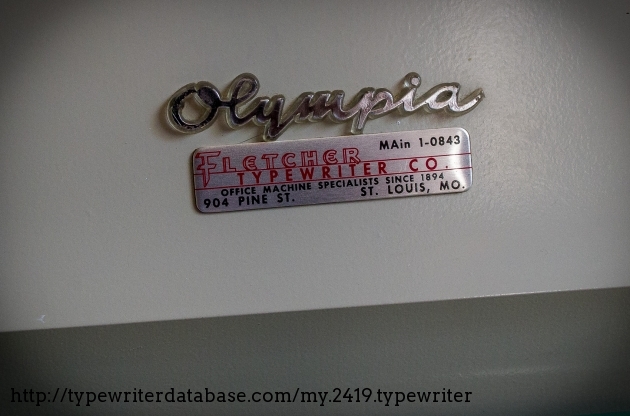 Olympia
MAin 1-0843
FLETCHER
TYPEWRITER CO.
OFFICE MACHINE SPECIALISTS SINCE 1894
904 PINE ST. ST. LOUIS, MO.
http://typewriterdatabase.com/my.2419.typewriter